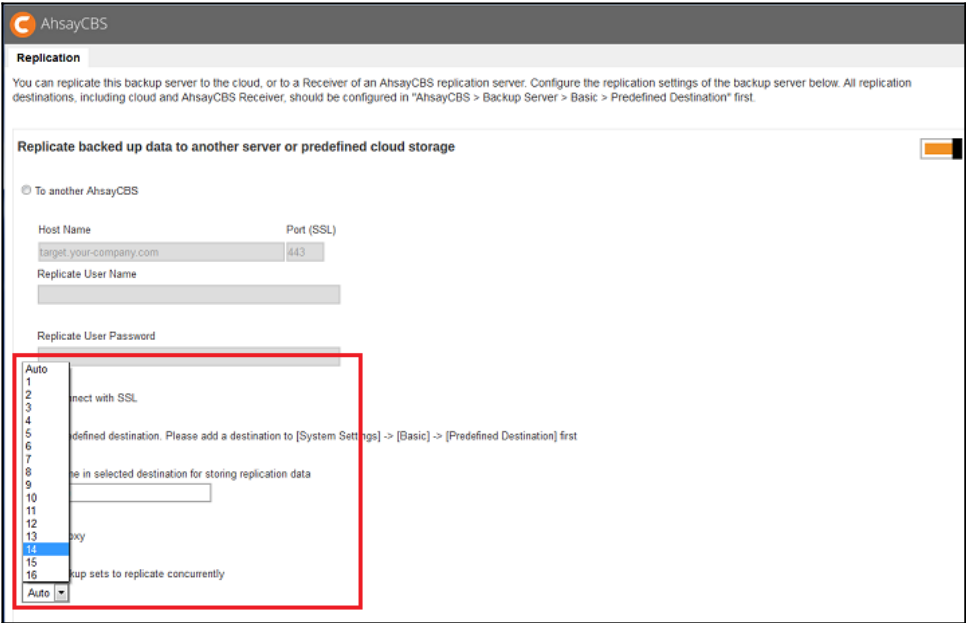 AhsayCBS
Replication
You can replicate this backup server to the cloud, or to a Receiver of an AhsayCBS replication server. Configure the replication settings of the backup server below. All replication
destinations, including cloud and AhsayCBS Receiver, should be configured in "AhsayCBS > Backup Server > Basic > Predefined Destination" first.
Replicate backed up data to another server or predefined cloud storage
To another AhsayCBS
Host Name Port (SSL)
target.your-company.com 443
Replicate User Name
Replicate User Password
Auto
1
2
nect with SSL
3
4
5
defined destination. Please add a destination to [System Settings] -> [Basic] -> [Predefined Destination] first
6
7
8
me in selected destination for storing replication data
9
10
11
12
13
oxy
14
15
16
kup sets to replicate concurrently
Auto